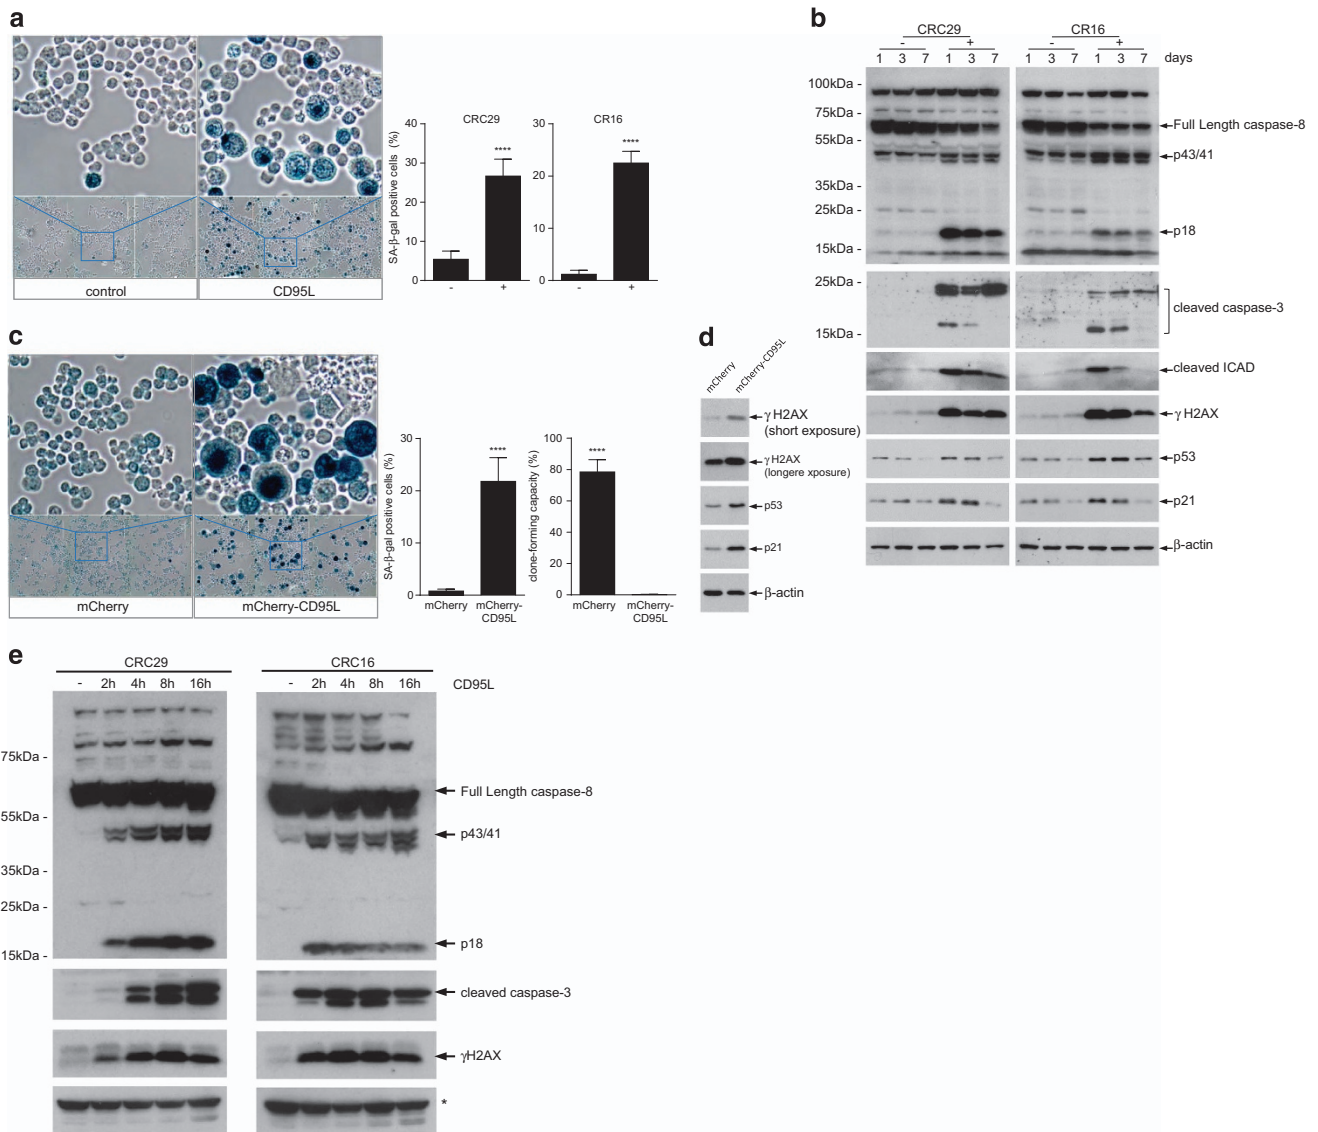 a
control
CD95L
SA-β-gal positive cells (%)
CRC29
40
30
20
10
0
****
-
+
CR16
30
20
10
0
****
-
+
b
CRC29
CR16
-
+
-
+
1
3
7
1
3
7
1
3
7
1
3
7
days
100kDa -
75kDa -
55kDa -
35kDa -
25kDa -
15kDa -
Full Length caspase-8
p43/41
p18
25kDa -
15kDa -
cleaved caspase-3
cleaved ICAD
γ H2AX
p53
p21
β-actin
c
mCherry
mCherry-CD95L
SA-β-gal positive cells (%)
30
20
10
0
****
mCherry
mCherry-
CD95L
clone-forming capacity (%)
100
80
60
40
20
0
****
mCherry
mCherry-
CD95L
d
mCherry
mCherry-CD95L
γ H2AX
(short exposure)
γ H2AX
(longere xposure)
p53
p21
β-actin
e
CRC29
CRC16
-
2h
4h
8h
16h
-
2h
4h
8h
16h
CD95L
75kDa -
55kDa -
35kDa -
25kDa -
15kDa -
Full Length caspase-8
p43/41
p18
cleaved caspase-3
γH2AX
*